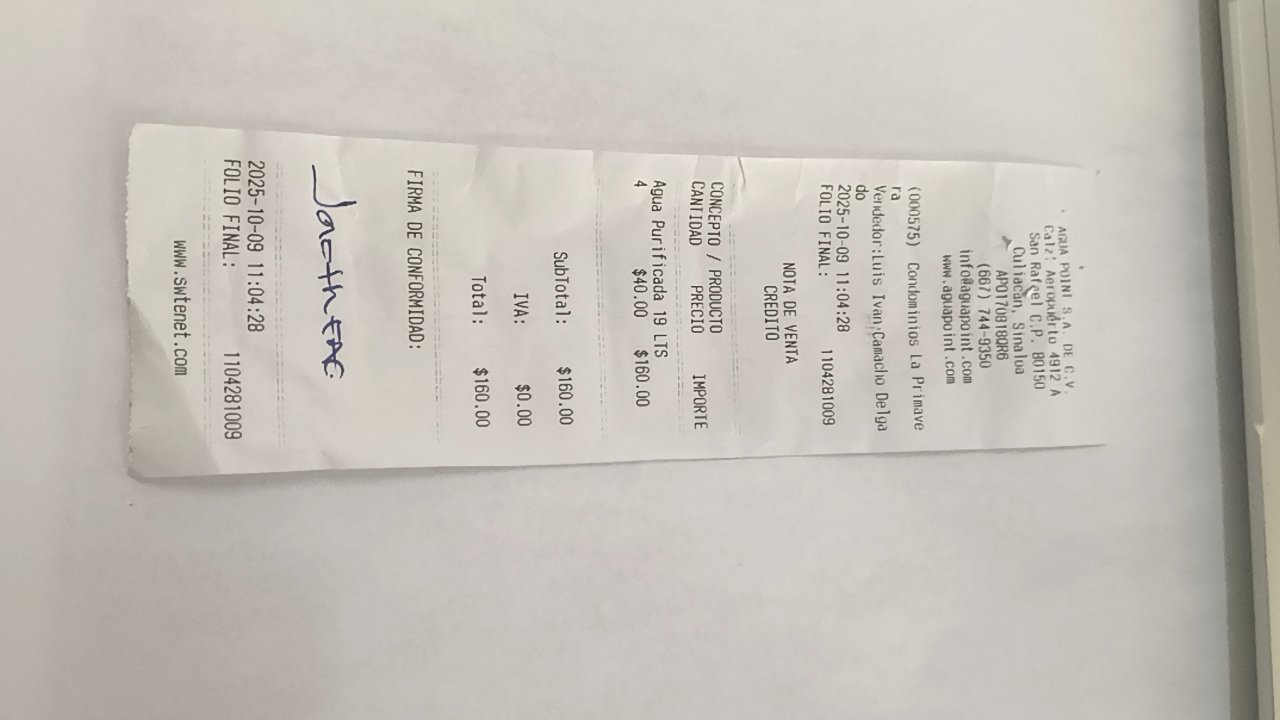 AGUA POINT S.A. DE C.V.
Calz. Aeropuerto 4912 A
San Rafael C.P. 80150
Culiacán, Sinaloa
APO170818QR6
(667) 744-9350
info@aguapoint.com
www.aguapoint.com
(000575) Condominios La Primave
ra
Vendedor:Luis Ivan Camacho Delga
do
2025-10-09 11:04:28
FOLIO FINAL: 1104281009
NOTA DE VENTA
CREDITO
CONCEPTO / PRODUCTO
CANTIDAD PRECIO IMPORTE
Agua Purificada 19 LTS
4 $40.00 $160.00
SubTotal: $160.00
IVA: $0.00
Total: $160.00
FIRMA DE CONFORMIDAD:
2025-10-09 11:04:28
FOLIO FINAL: 1104281009
www.swtenet.com